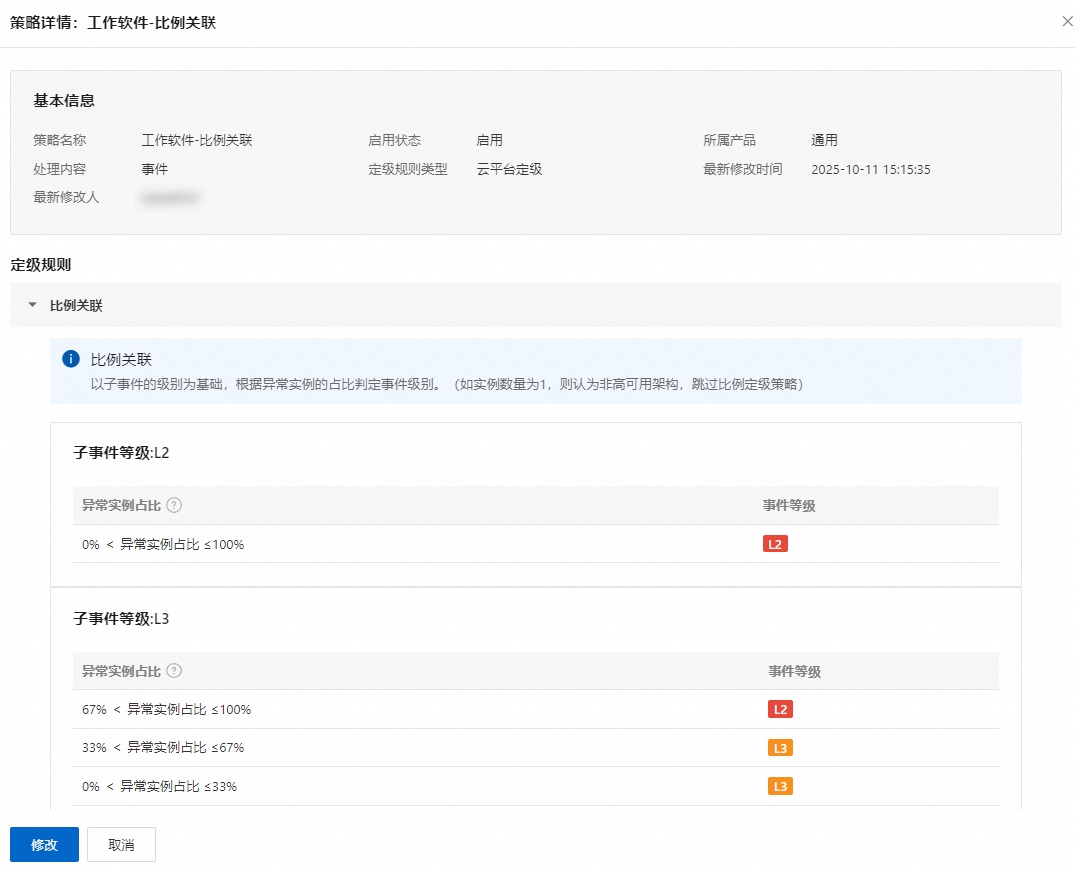 策略详情：工作软件-比例关联
基本信息
策略名称 工作软件-比例关联 启用状态 启用 所属产品 通用
处理内容 事件 定级规则类型 云平台定级 最新修改时间 2025-10-11 15:15:35
最新修改人
定级规则
比例关联
比例关联
以子事件的级别为基础，根据异常实例的占比判定事件级别。（如实例数量为1，则认为非高可用架构，跳过比例定级策略）
子事件等级:L2
异常实例占比 事件等级
0% < 异常实例占比 ≤100% L2
子事件等级:L3
异常实例占比 事件等级
67% < 异常实例占比 ≤100% L2
33% < 异常实例占比 ≤67% L3
0% < 异常实例占比 ≤33% L3
修改 取消